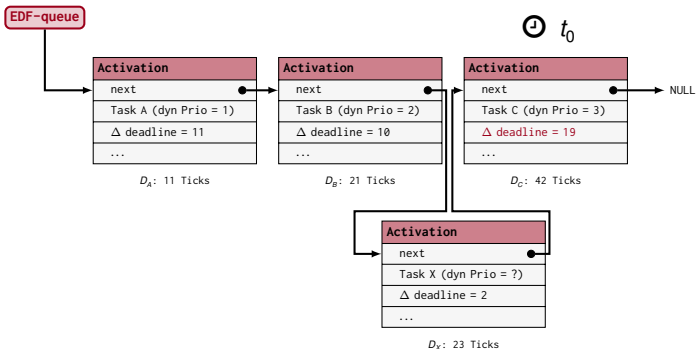 EDF-queue
t0
Activation
next
Task A (dyn Prio = 1)
Δ deadline = 11
...
D_A: 11 Ticks
Activation
next
Task B (dyn Prio = 2)
Δ deadline = 10
...
D_B: 21 Ticks
Activation
next
Task C (dyn Prio = 3)
Δ deadline = 19
...
D_C: 42 Ticks
NULL
Activation
next
Task X (dyn Prio = ?)
Δ deadline = 2
...
D_X: 23 Ticks